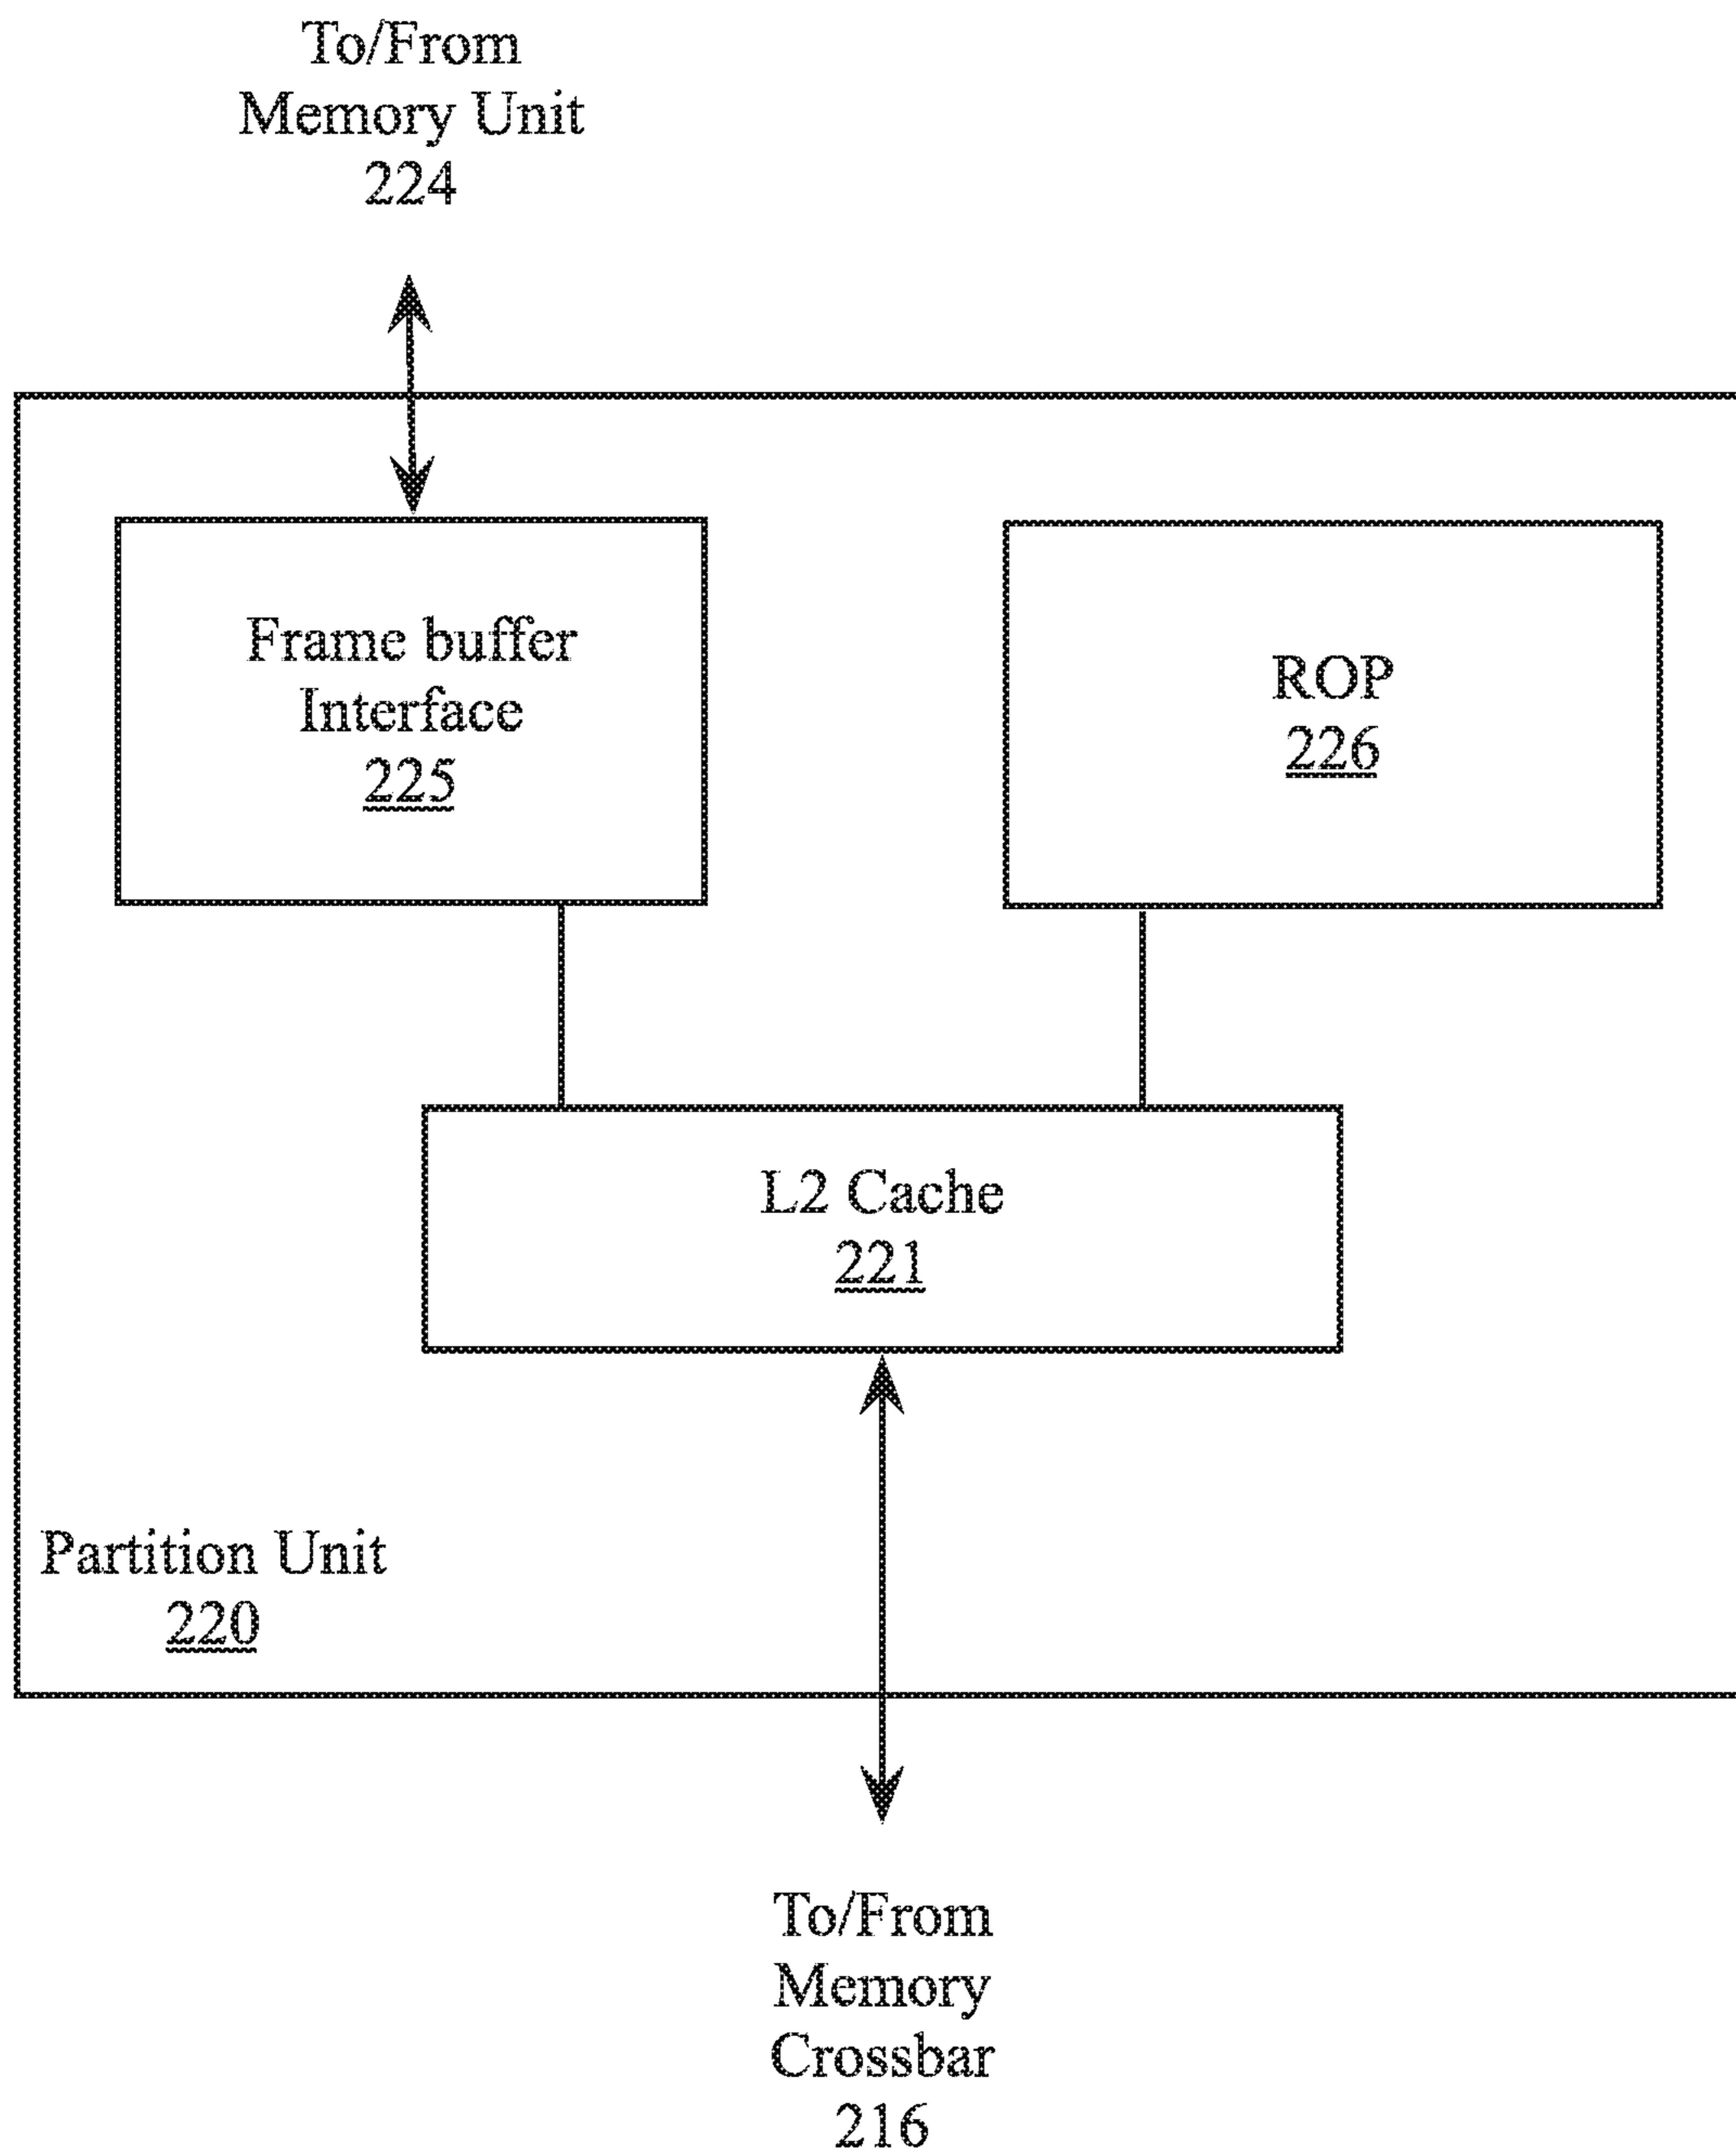 To/From
Memory Unit
224
Frame buffer
Interface
225
ROP
226
L2 Cache
221
Partition Unit
220
To/From
Memory
Crossbar
216